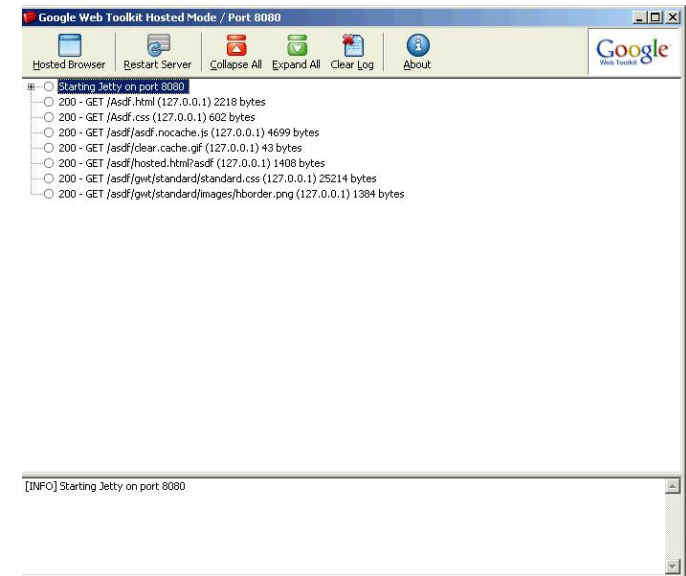 Google Web Toolkit Hosted Mode / Port 8080
Hosted Browser Restart Server Collapse All Expand All Clear Log About
Google
Web Toolkit
Starting Jetty on port 8080
200 - GET /Asdf.html (127.0.0.1) 2218 bytes
200 - GET /Asdf.css (127.0.0.1) 602 bytes
200 - GET /asdf/asdf.nocache.js (127.0.0.1) 4699 bytes
200 - GET /asdf/clear.cache.gif (127.0.0.1) 43 bytes
200 - GET /asdf/hosted.html?asdf (127.0.0.1) 1408 bytes
200 - GET /asdf/gwt/standard/standard.css (127.0.0.1) 25214 bytes
200 - GET /asdf/gwt/standard/images/hborder.png (127.0.0.1) 1384 bytes
[INFO] Starting Jetty on port 8080